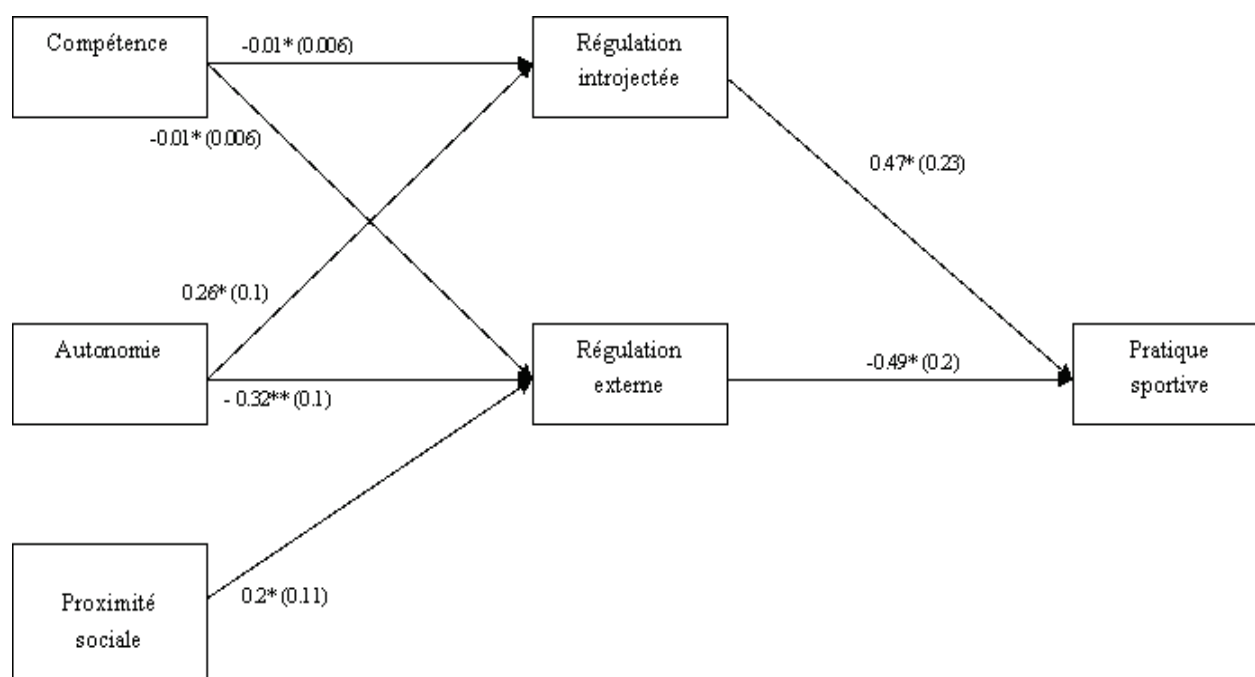 Compétence
-0.01* (0.006)
Régulation
introjectée
-0.01* (0.006)
0.47* (0.23)
0.26* (0.1)
Autonomie
- 0.32** (0.1)
Régulation
externe
-0.49* (0.2)
Pratique
sportive
Proximité
sociale
0.2* (0.11)